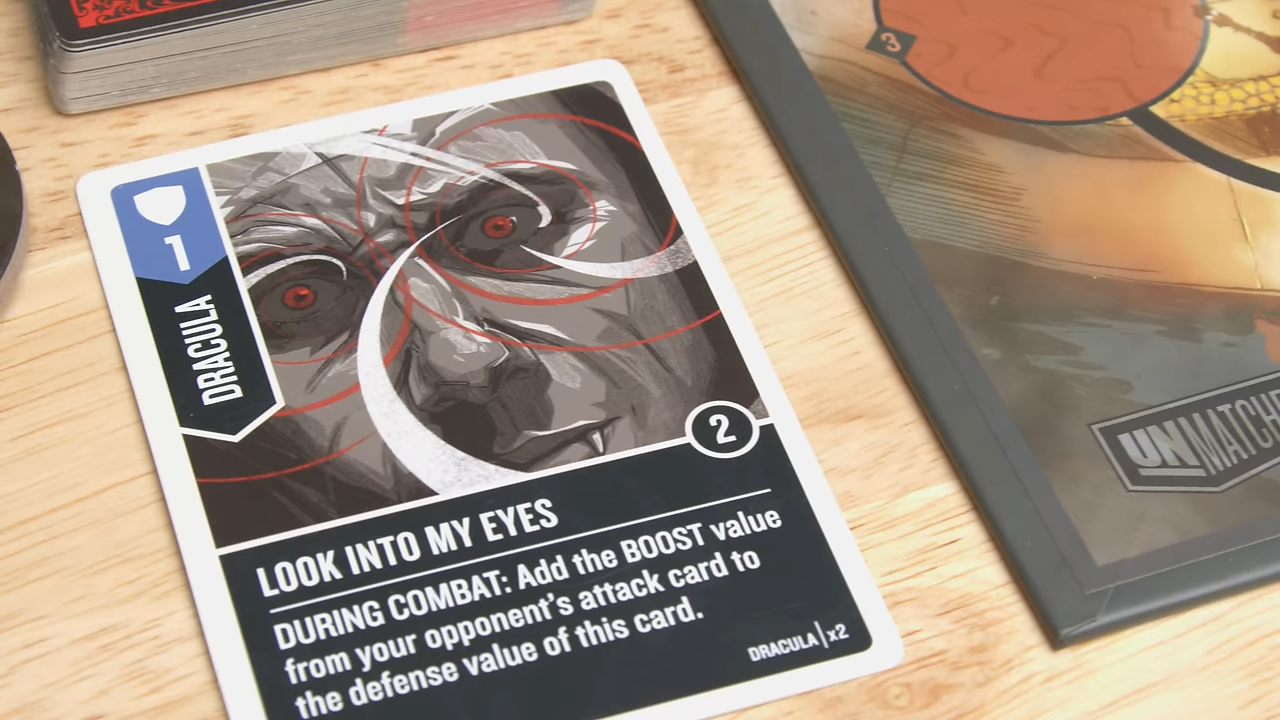 3
1
DRACULA
2
LOOK INTO MY EYES
DURING COMBAT: Add the BOOST value
from your opponent's attack card to
the defense value of this card.
DRACULA | x2
UNMATCHE